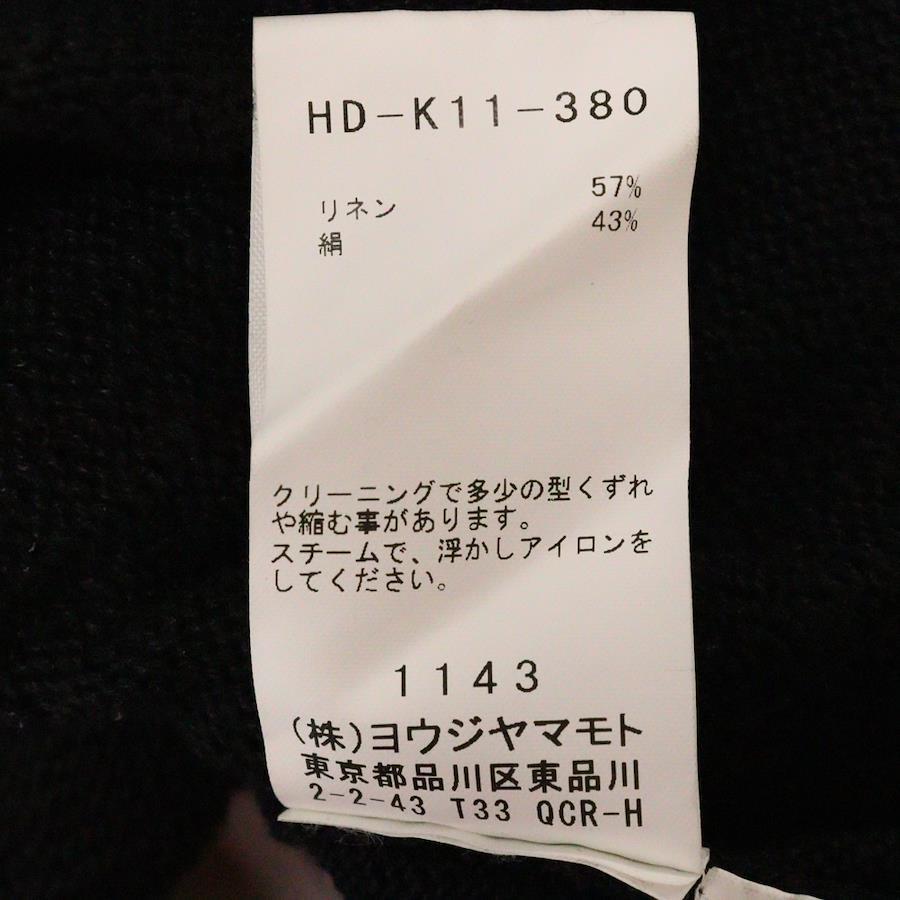 HD-K11-380
リネン 57%
絹 43%
クリーニングで多少の型くずれ
や縮む事があります。
スチームで、浮かしアイロンを
してください。
1143
(株)ヨウジヤマモト
東京都品川区東品川
2-2-43 T33 QCR-H